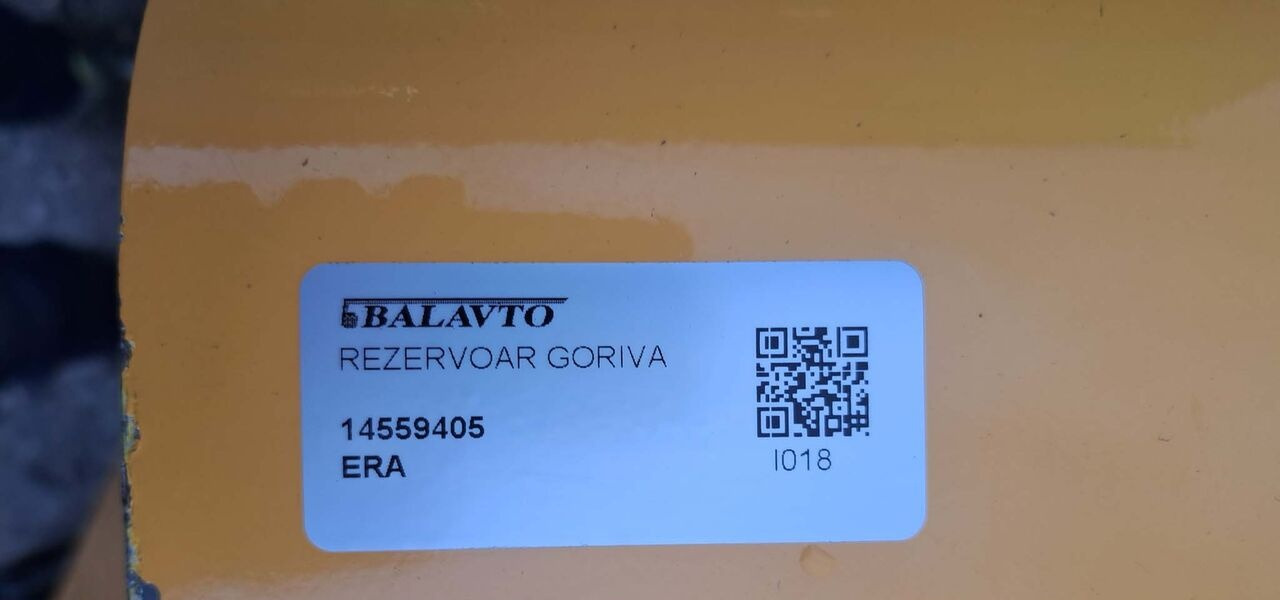 BALAVTO
REZERVOAR GORIVA
14559405
ERA
I018